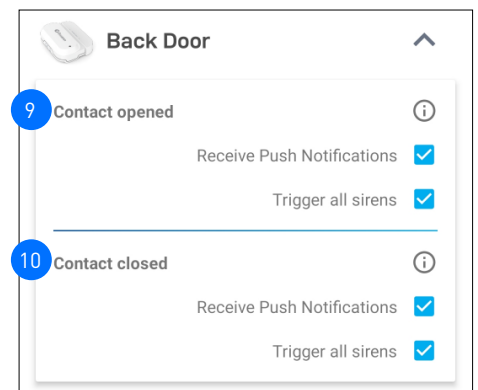 Back Door
9 Contact opened
Receive Push Notifications
Trigger all sirens
10 Contact closed
Receive Push Notifications
Trigger all sirens